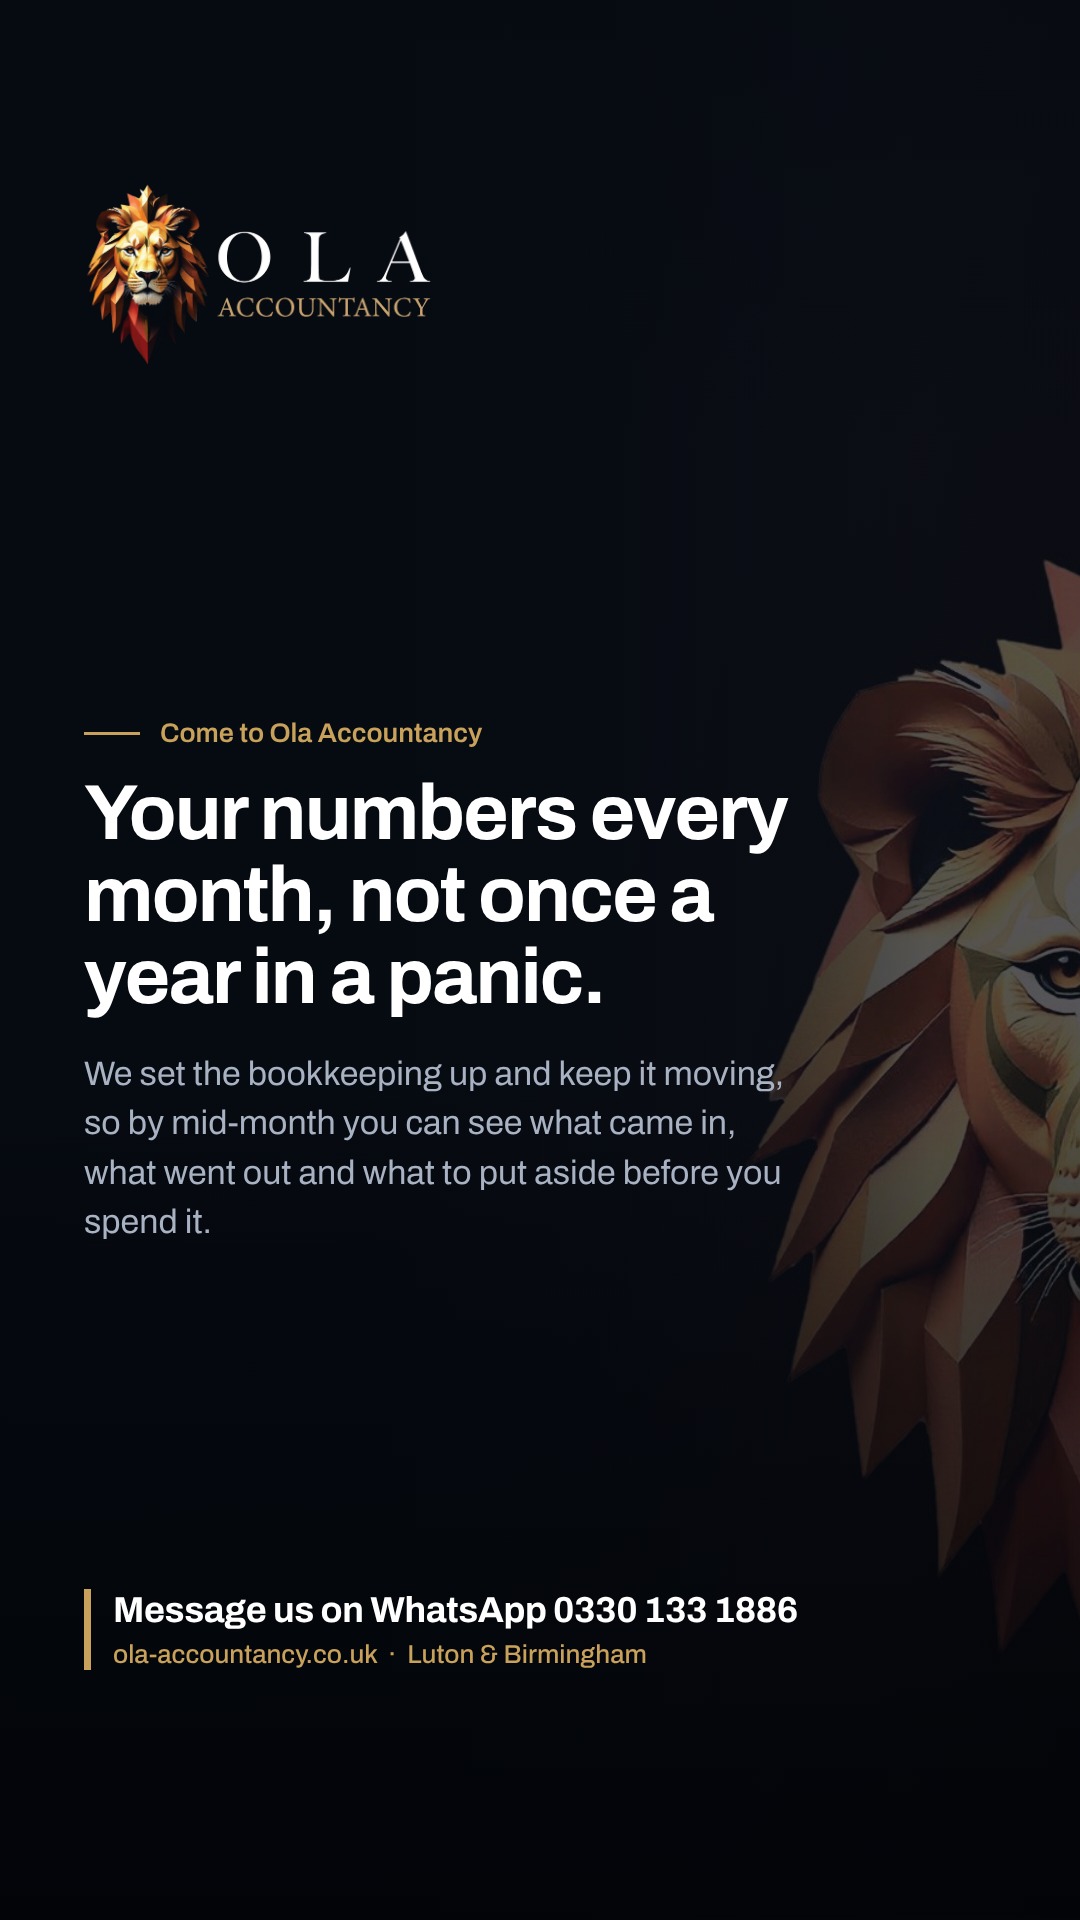 OLA
ACCOUNTANCY
Come to Ola Accountancy
Your numbers every
month, not once a
year in a panic.
We set the bookkeeping up and keep it moving,
so by mid-month you can see what came in,
what went out and what to put aside before you
spend it.
Message us on WhatsApp 0330 133 1886
ola-accountancy.co.uk · Luton & Birmingham